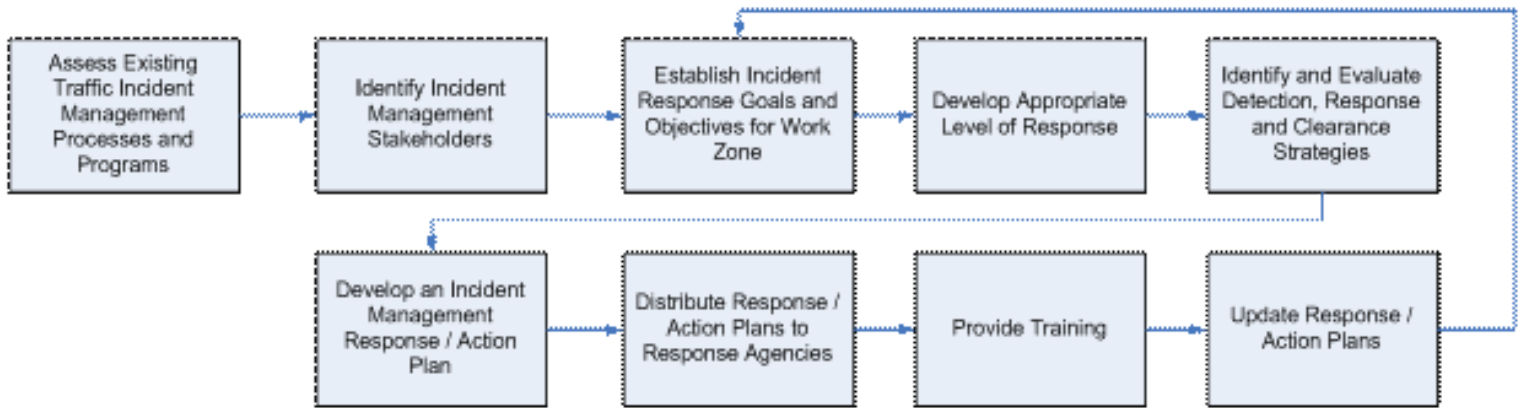 Assess Existing
Traffic Incident
Management
Processes and
Programs
Identify Incident
Management
Stakeholders
Establish Incident
Response Goals and
Objectives for Work
Zone
Develop Appropriate
Level of Response
Identify and Evaluate
Detection, Response
and Clearance
Strategies
Develop an Incident
Management
Response / Action
Plan
Distribute Response /
Action Plans to
Response Agencies
Provide Training
Update Response /
Action Plans